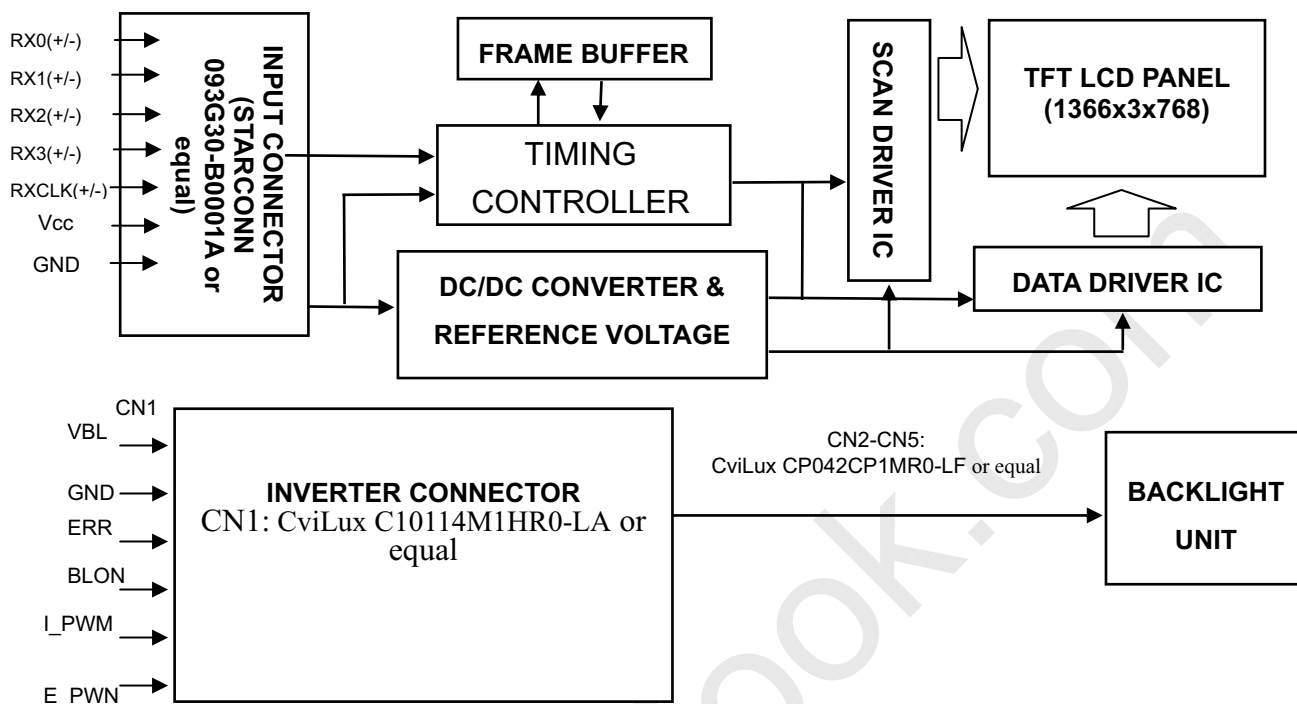 RX0(+/-)
RX1(+/-)
RX2(+/-)
RX3(+/-)
RXCLK(+/-)
Vcc
GND
INPUT CONNECTOR
(STARCONN
093G30-B0001A or
equal)
FRAME BUFFER
TIMING
CONTROLLER
DC/DC CONVERTER &
REFERENCE VOLTAGE
SCAN DRIVER IC
TFT LCD PANEL
(1366x3x768)
DATA DRIVER IC
CN1
VBL
GND
ERR
BLON
I_PWM
E_PWN
INVERTER CONNECTOR
CN1: CviLux C10114M1HR0-LA or
equal
CN2-CN5:
CviLux CP042CP1MR0-LF or equal
BACKLIGHT
UNIT
ook.com